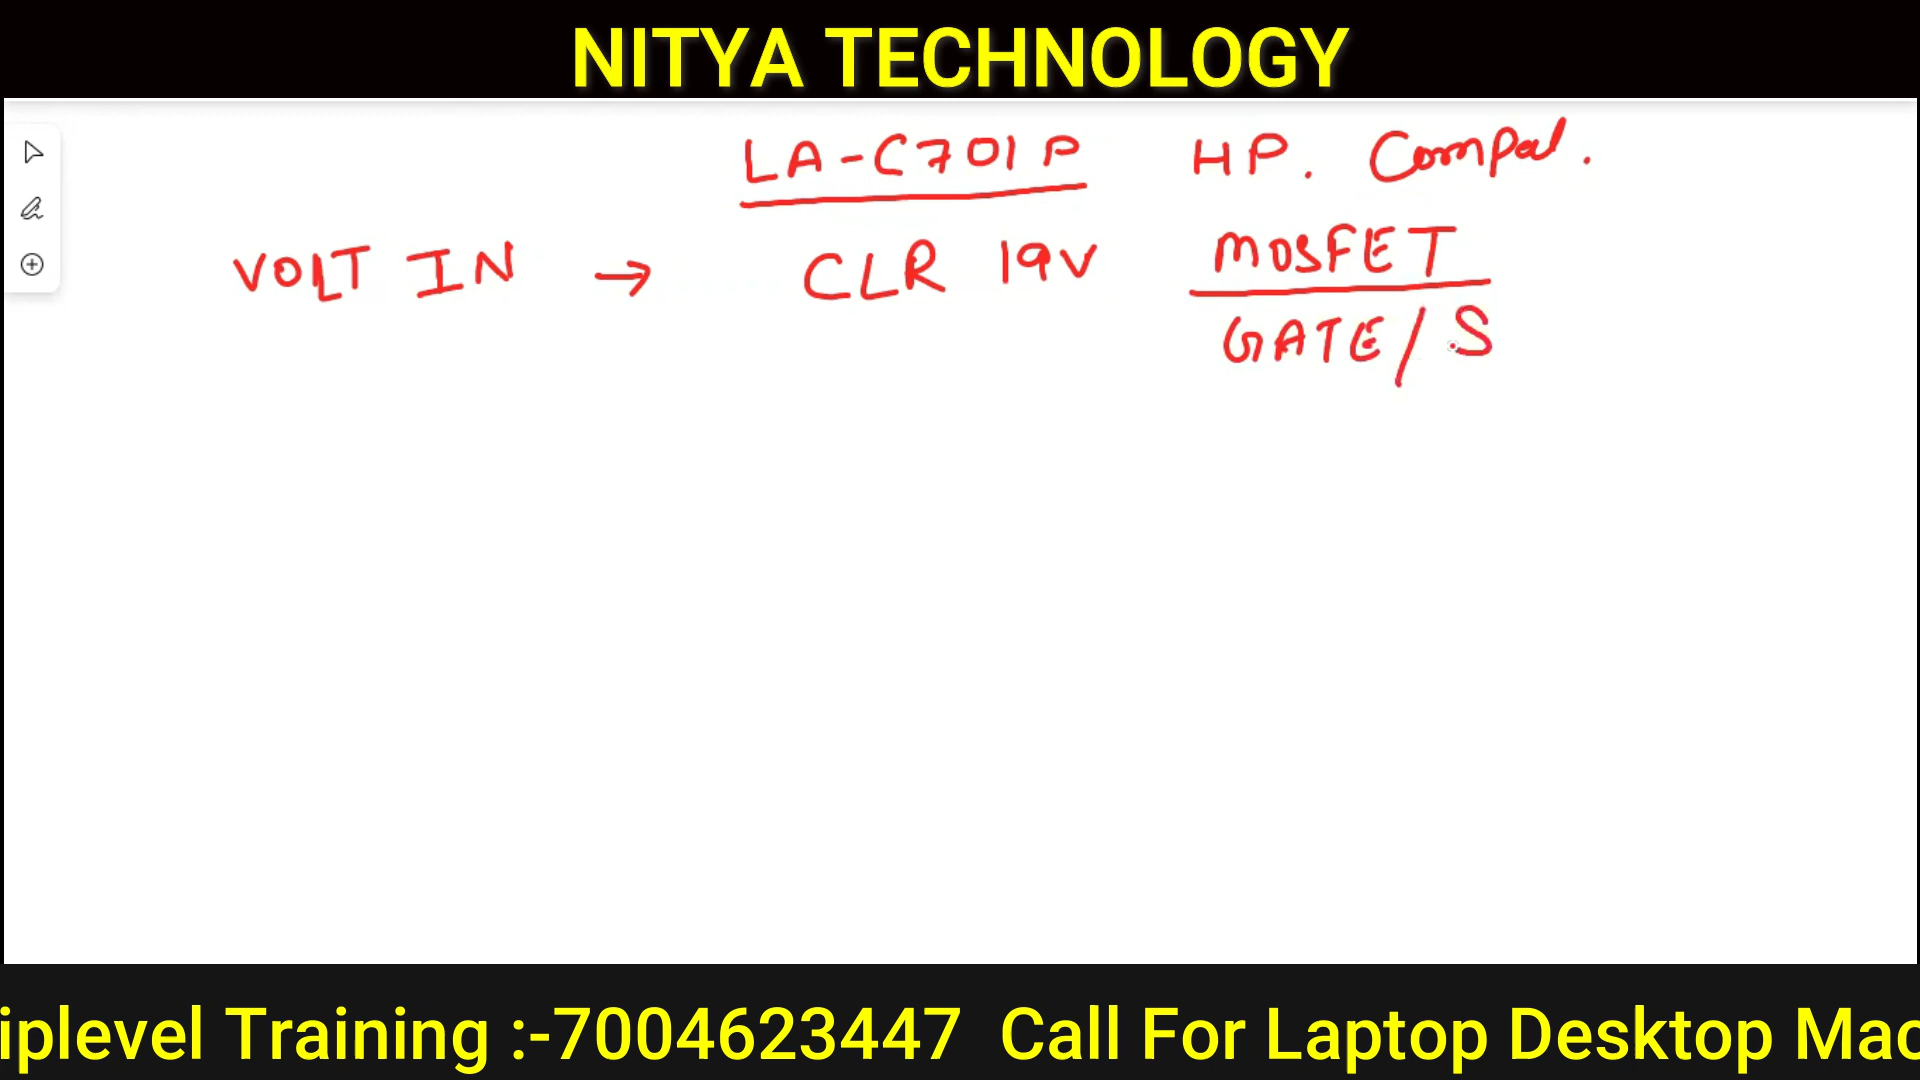 NITYA TECHNOLOGY
LA-C701P HP. Compal.
VOLT IN → CLR 19V MOSFET
GATE/S
iplevel Training :-7004623447 Call For Laptop Desktop Mac